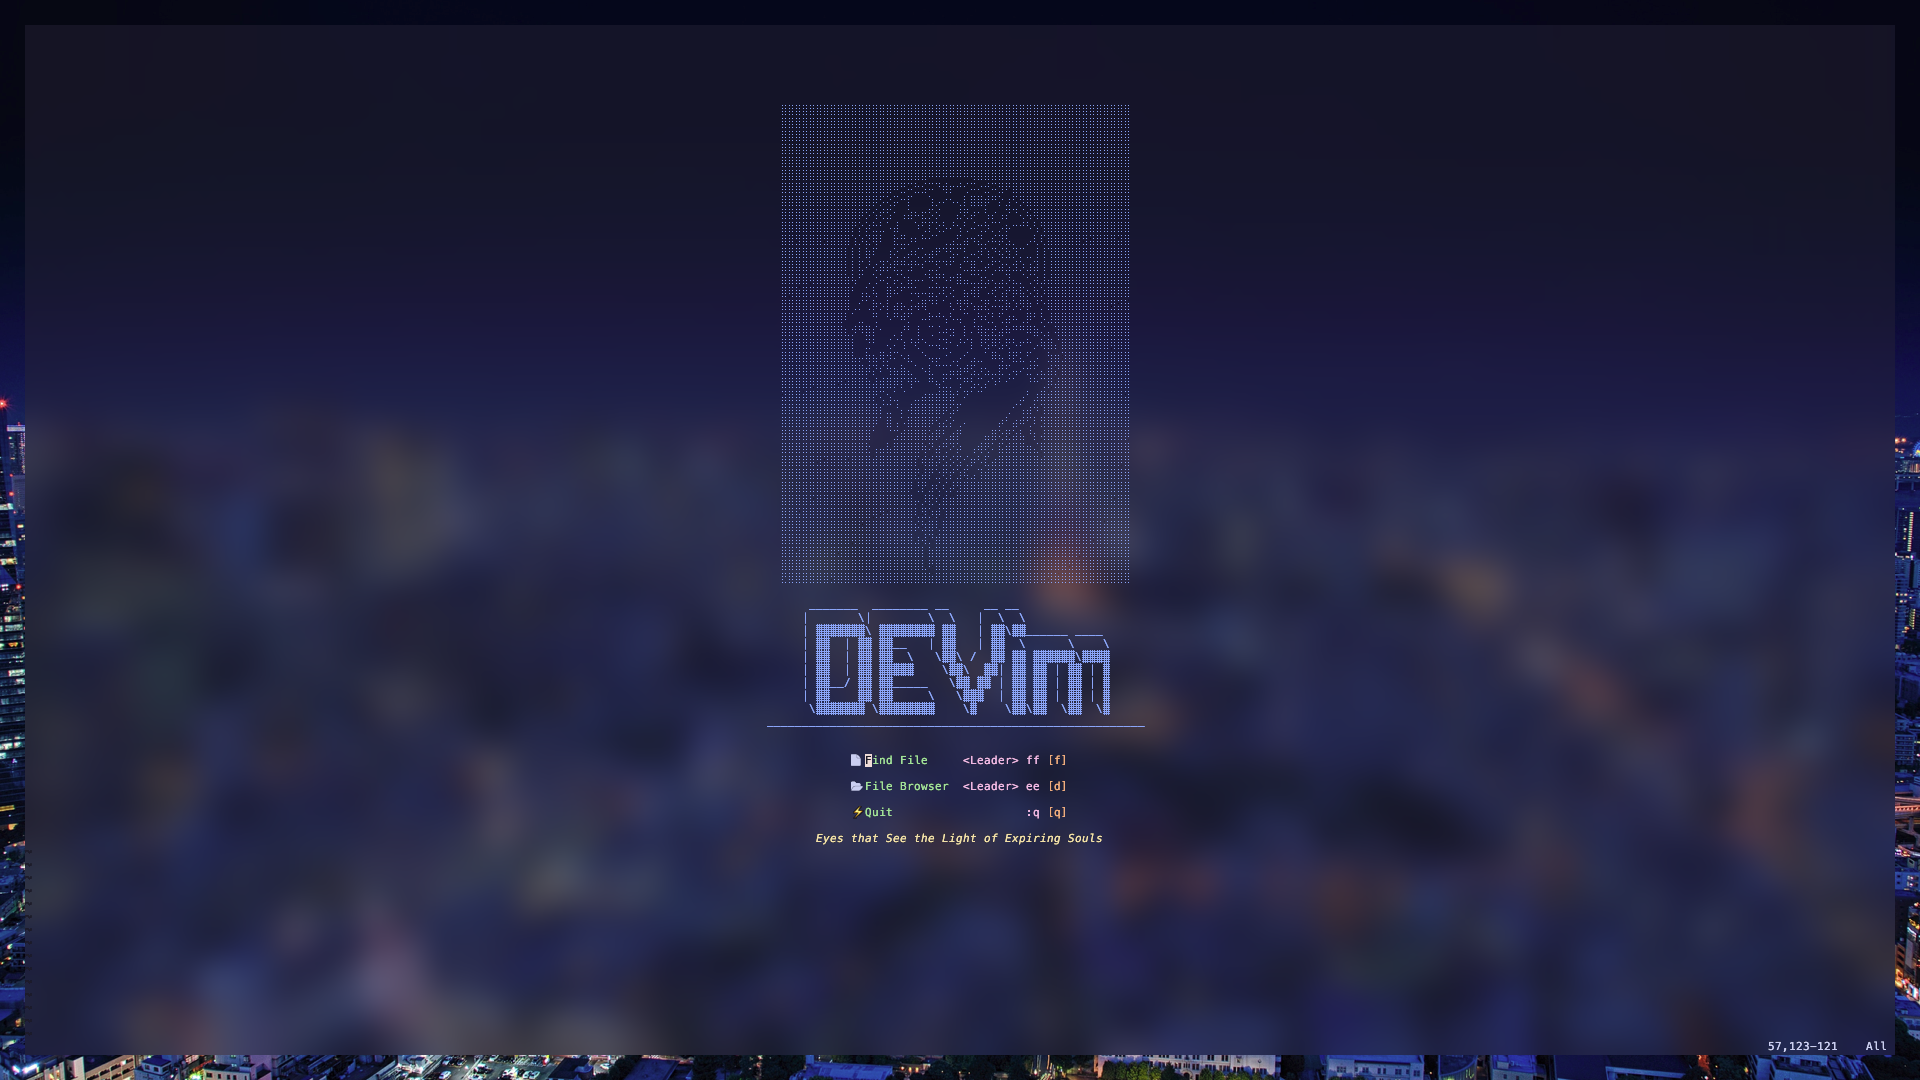 DEVim
Find File <Leader> ff [f]
File Browser <Leader> ee [d]
Quit :q [q]
Eyes that See the Light of Expiring Souls
57,123-121 All